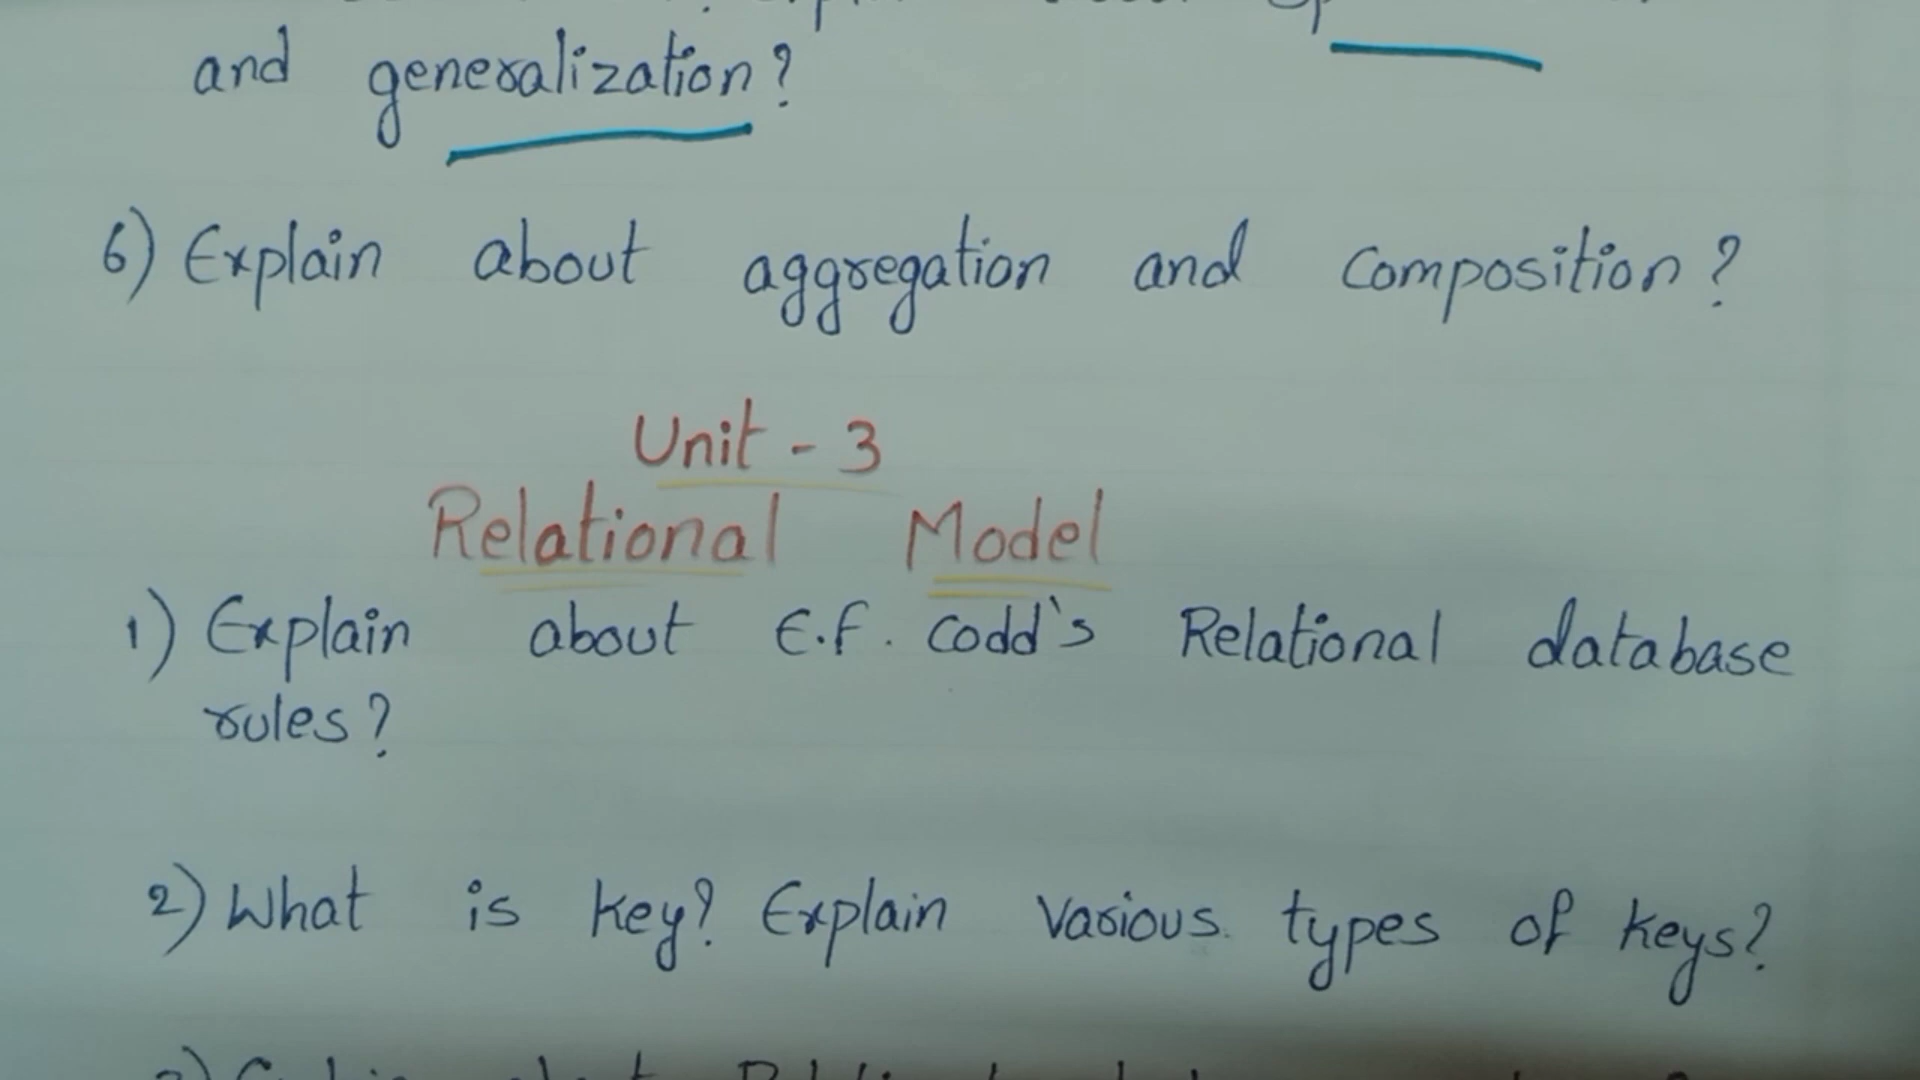 and generalization?
6) Explain about aggregation and composition?
Unit - 3
Relational Model
1) Explain about E.F. Codd's Relational database
rules?
2) What is key? Explain various types of keys?